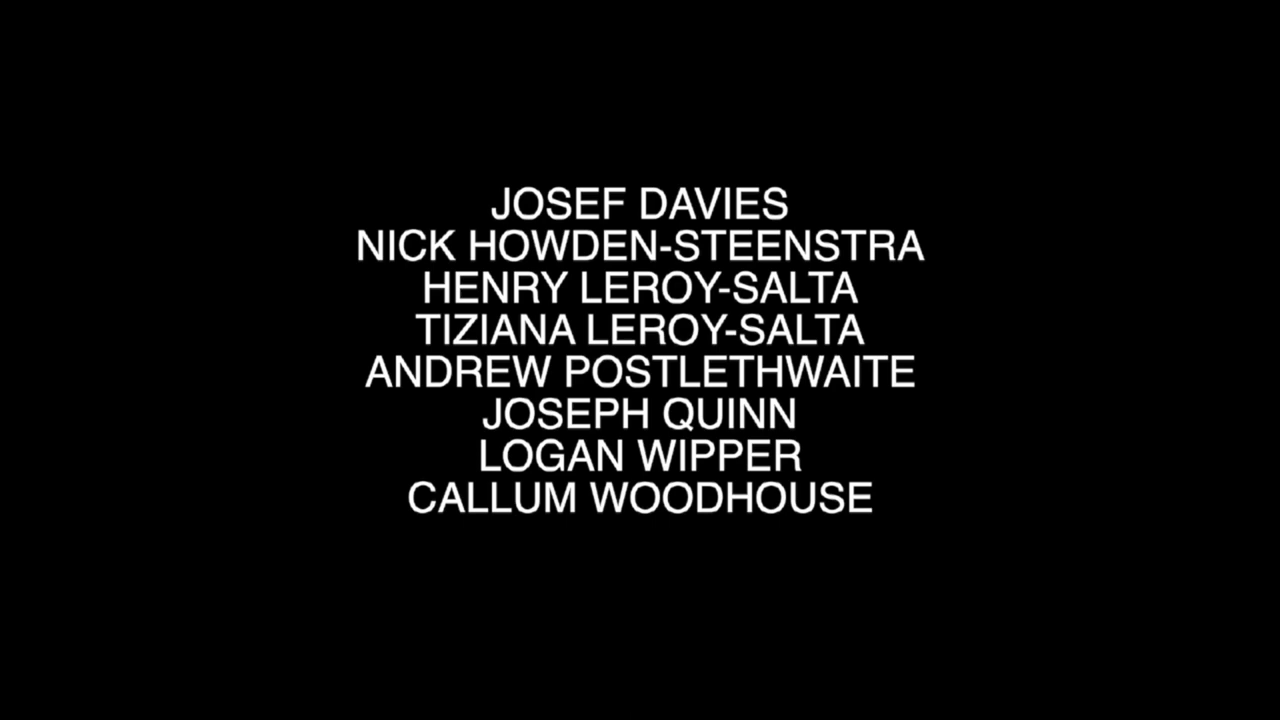 JOSEF DAVIES
NICK HOWDEN-STEENSTRA
HENRY LEROY-SALTA
TIZIANA LEROY-SALTA
ANDREW POSTLETHWAITE
JOSEPH QUINN
LOGAN WIPPER
CALLUM WOODHOUSE